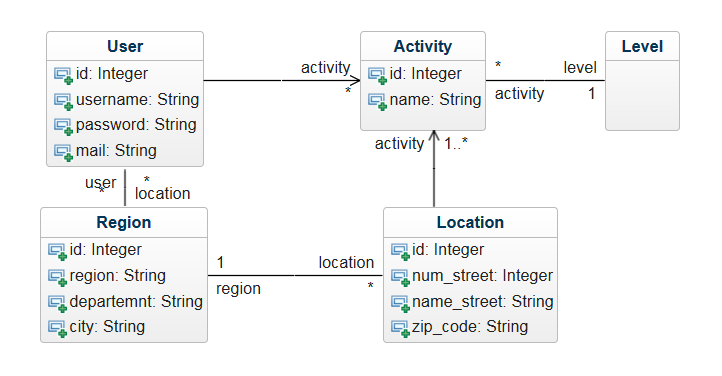 User
id: Integer
username: String
password: String
mail: String
activity
*
Activity
id: Integer
name: String
*
activity
level
1
Level
user
*
*
location
activity
1..*
Region
id: Integer
region: String
departemnt: String
city: String
1
region
location
*
Location
id: Integer
num_street: Integer
name_street: String
zip_code: String